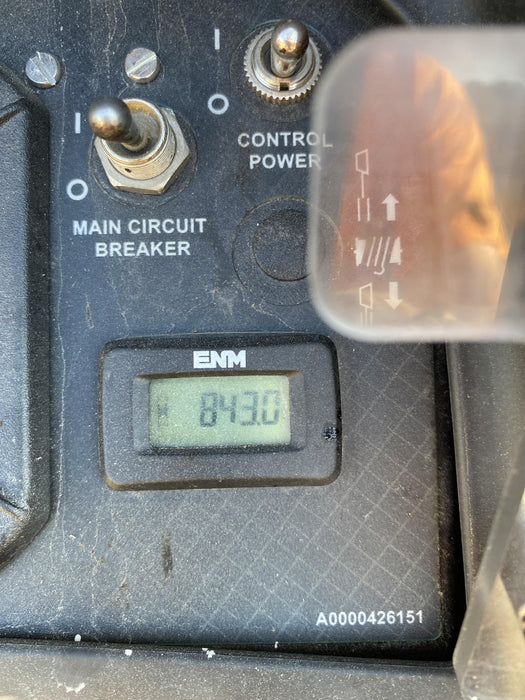 I
O
CONTROL
POWER
I
O
MAIN CIRCUIT
BREAKER
ENM
843.0
A0000426151